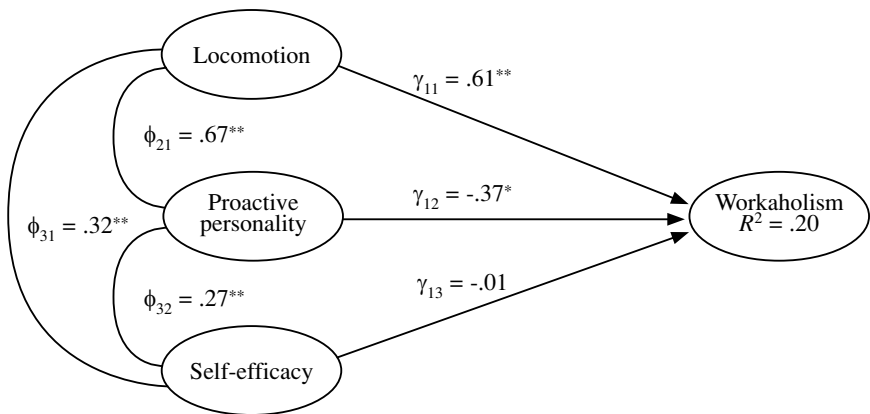 Locomotion
γ11 = .61**
ϕ21 = .67**
Proactive
personality
γ12 = -.37*
Workaholism
R2 = .20
ϕ31 = .32**
γ13 = -.01
ϕ32 = .27**
Self-efficacy